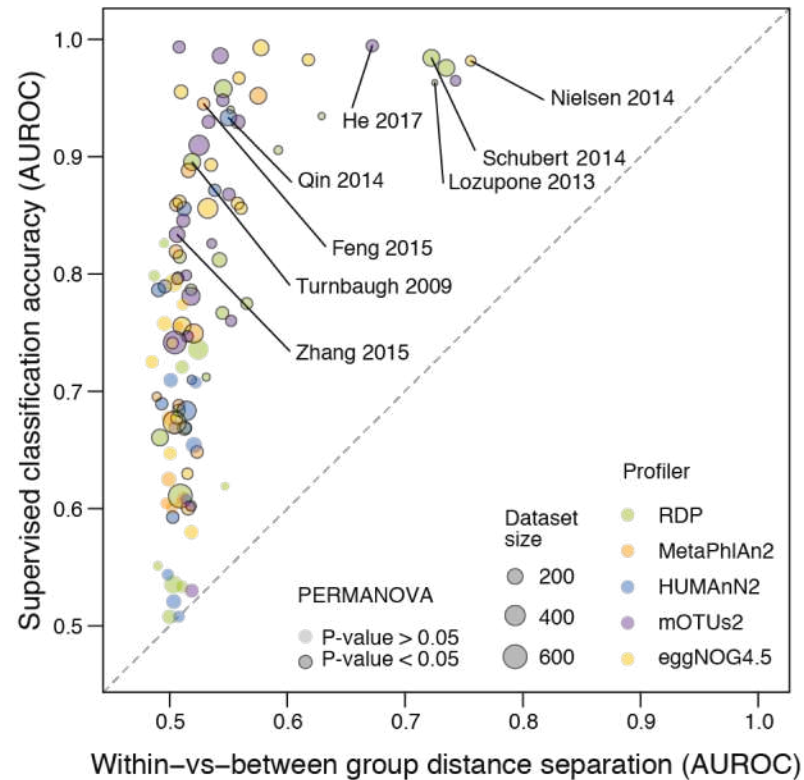 Supervised classification accuracy (AUROC)
1.0
0.9
0.8
0.7
0.6
0.5
Nielsen 2014
He 2017
Schubert 2014
Lozupone 2013
Qin 2014
Feng 2015
Turnbaugh 2009
Zhang 2015
PERMANOVA
P-value > 0.05
P-value < 0.05
Dataset
size
200
400
600
Profiler
RDP
MetaPhlAn2
HUMAnN2
mOTUs2
eggNOG4.5
0.5 0.6 0.7 0.8 0.9 1.0
Within-vs-between group distance separation (AUROC)